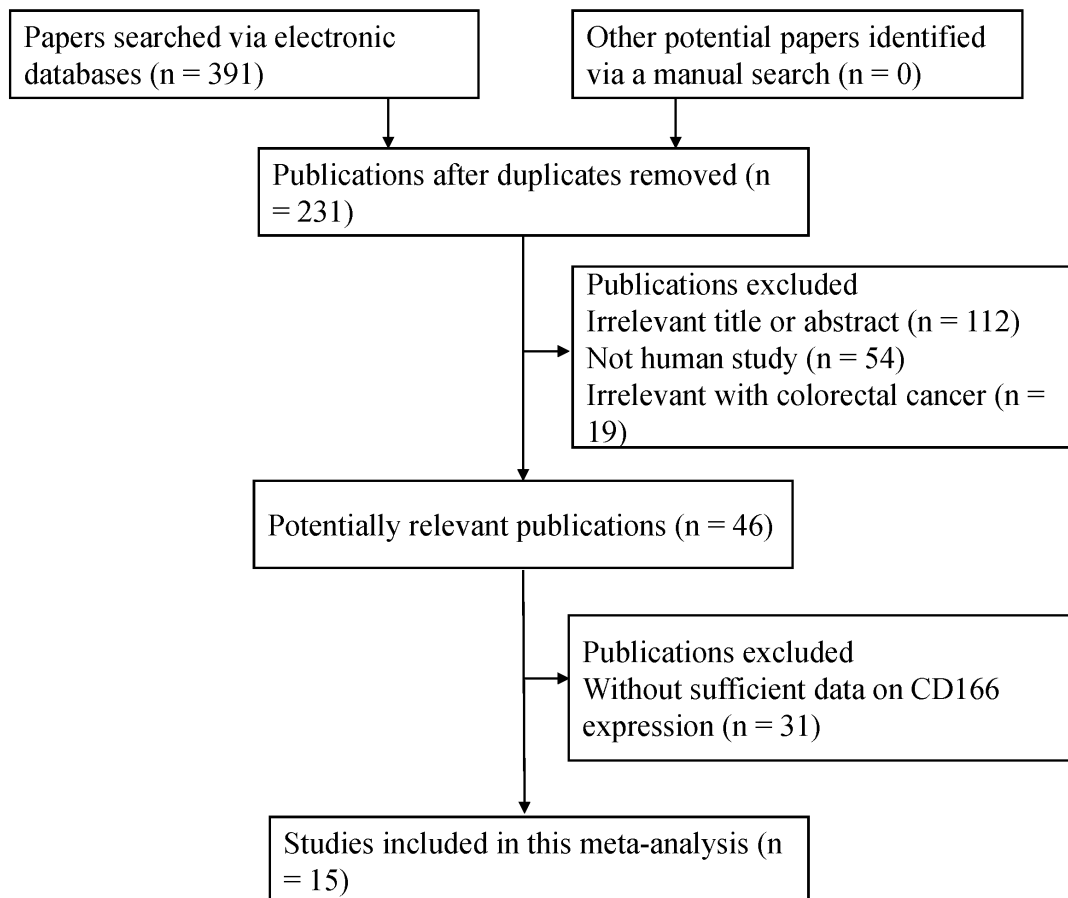 Papers searched via electronic
databases (n = 391)
Other potential papers identified
via a manual search (n = 0)
Publications after duplicates removed (n
= 231)
Publications excluded
Irrelevant title or abstract (n = 112)
Not human study (n = 54)
Irrelevant with colorectal cancer (n =
19)
Potentially relevant publications (n = 46)
Publications excluded
Without sufficient data on CD166
expression (n = 31)
Studies included in this meta-analysis (n
= 15)